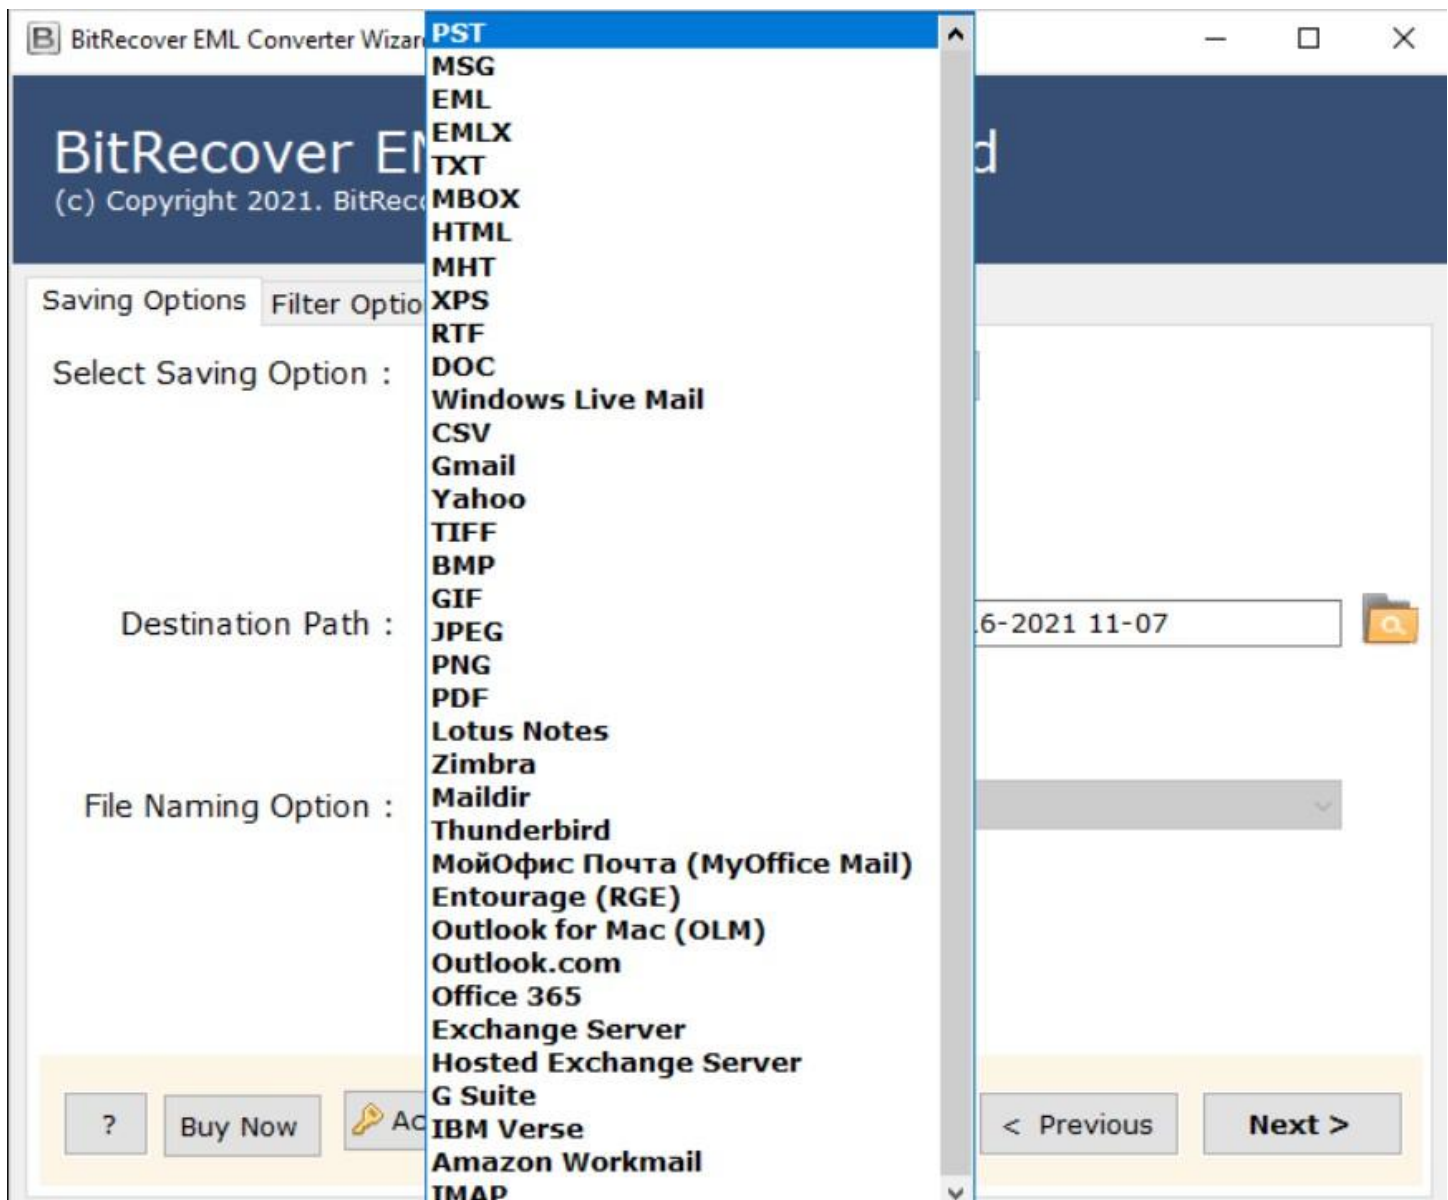 BitRecover EML Converter Wizar
BitRecover E
d
(c) Copyright 2021.
Saving Options
Filter
Select Saving Option :
Destination Path :
6-2021 11-07
File Naming Option :
PST
MSG
EML
EMLX
TXT
MBOX
HTML
MHT
XPS
RTF
DOC
Windows Live Mail
CSV
Gmail
Yahoo
TIFF
BMP
GIF
JPEG
PNG
PDF
Lotus Notes
Zimbra
Maildir
Thunderbird
МойОфис Почта (MyOffice Mail)
Entourage (RGE)
Outlook for Mac (OLM)
Outlook.com
Office 365
Exchange Server
Hosted Exchange Server
G Suite
IBM Verse
Amazon Workmail
IMAP
?
Buy Now
< Previous
Next >